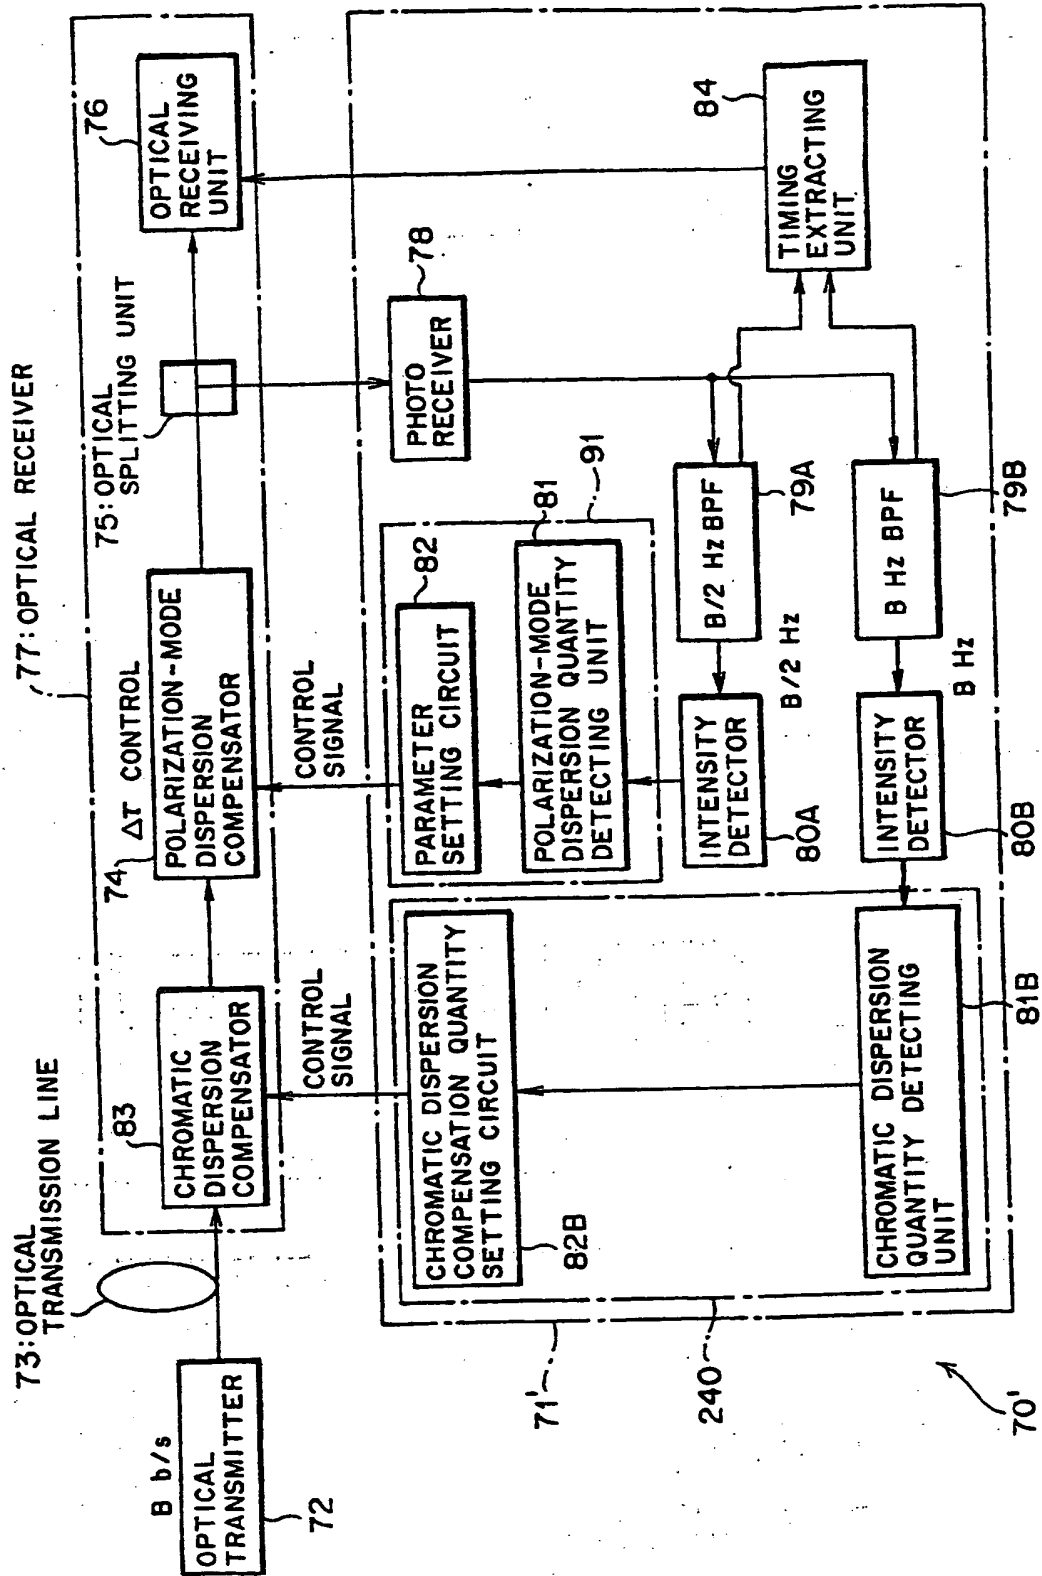 77:OPTICAL RECEIVER
73:OPTICAL
TRANSMISSION LINE
B b/s
OPTICAL
TRANSMITTER
72
83
CHROMATIC
DISPERSION
COMPENSATOR
74
Δτ CONTROL
POLARIZATION-MODE
DISPERSION
COMPENSATOR
75:OPTICAL
SPLITTING UNIT
76
OPTICAL
RECEIVING
UNIT
CONTROL
SIGNAL
CONTROL
SIGNAL
CHROMATIC DISPERSION
COMPENSATION QUANTITY
SETTING CIRCUIT
82B
PARAMETER
SETTING CIRCUIT
82
POLARIZATION-MODE
DISPERSION QUANTITY
DETECTING UNIT
81
91
PHOTO
RECEIVER
78
INTENSITY
DETECTOR
80A
B/2 Hz
B/2 Hz BPF
79A
TIMING
EXTRACTING
UNIT
84
CHROMATIC DISPERSION
QUANTITY DETECTING
UNIT
81B
INTENSITY
DETECTOR
80B
B Hz
B Hz BPF
79B
71'
240
70'